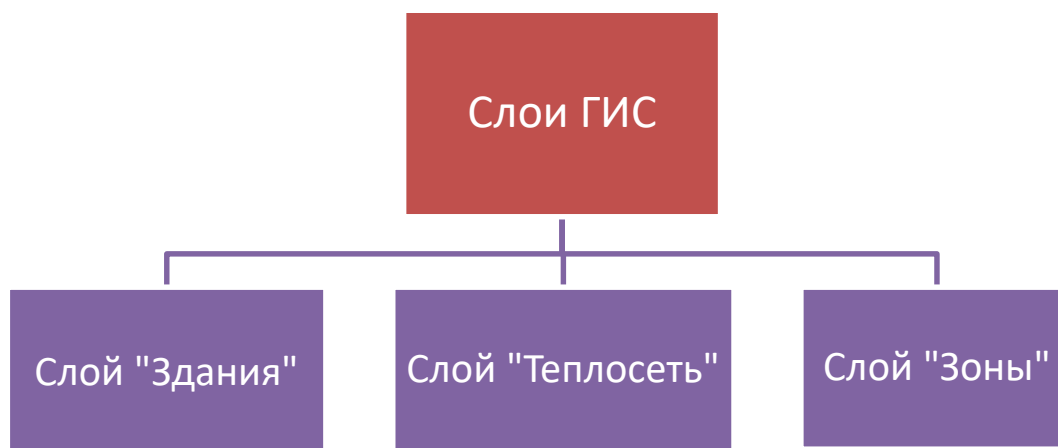 Слои ГИС
Слой "Здания"
Слой "Теплосеть"
Слой "Зоны"